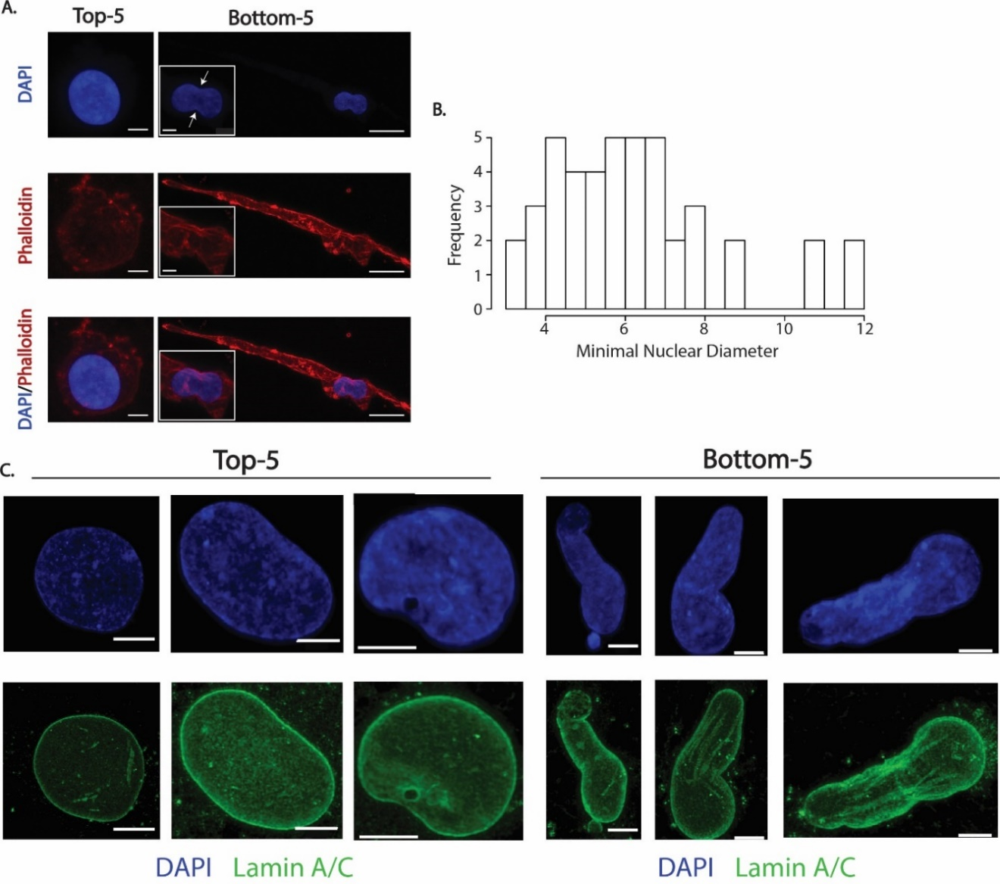 A.
Top-5
Bottom-5
DAPI
Phalloidin
DAPI/Phalloidin
B.
Frequency
5
4
3
2
1
0
4 6 8 10 12
Minimal Nuclear Diameter
C.
Top-5
Bottom-5
DAPI Lamin A/C
DAPI Lamin A/C